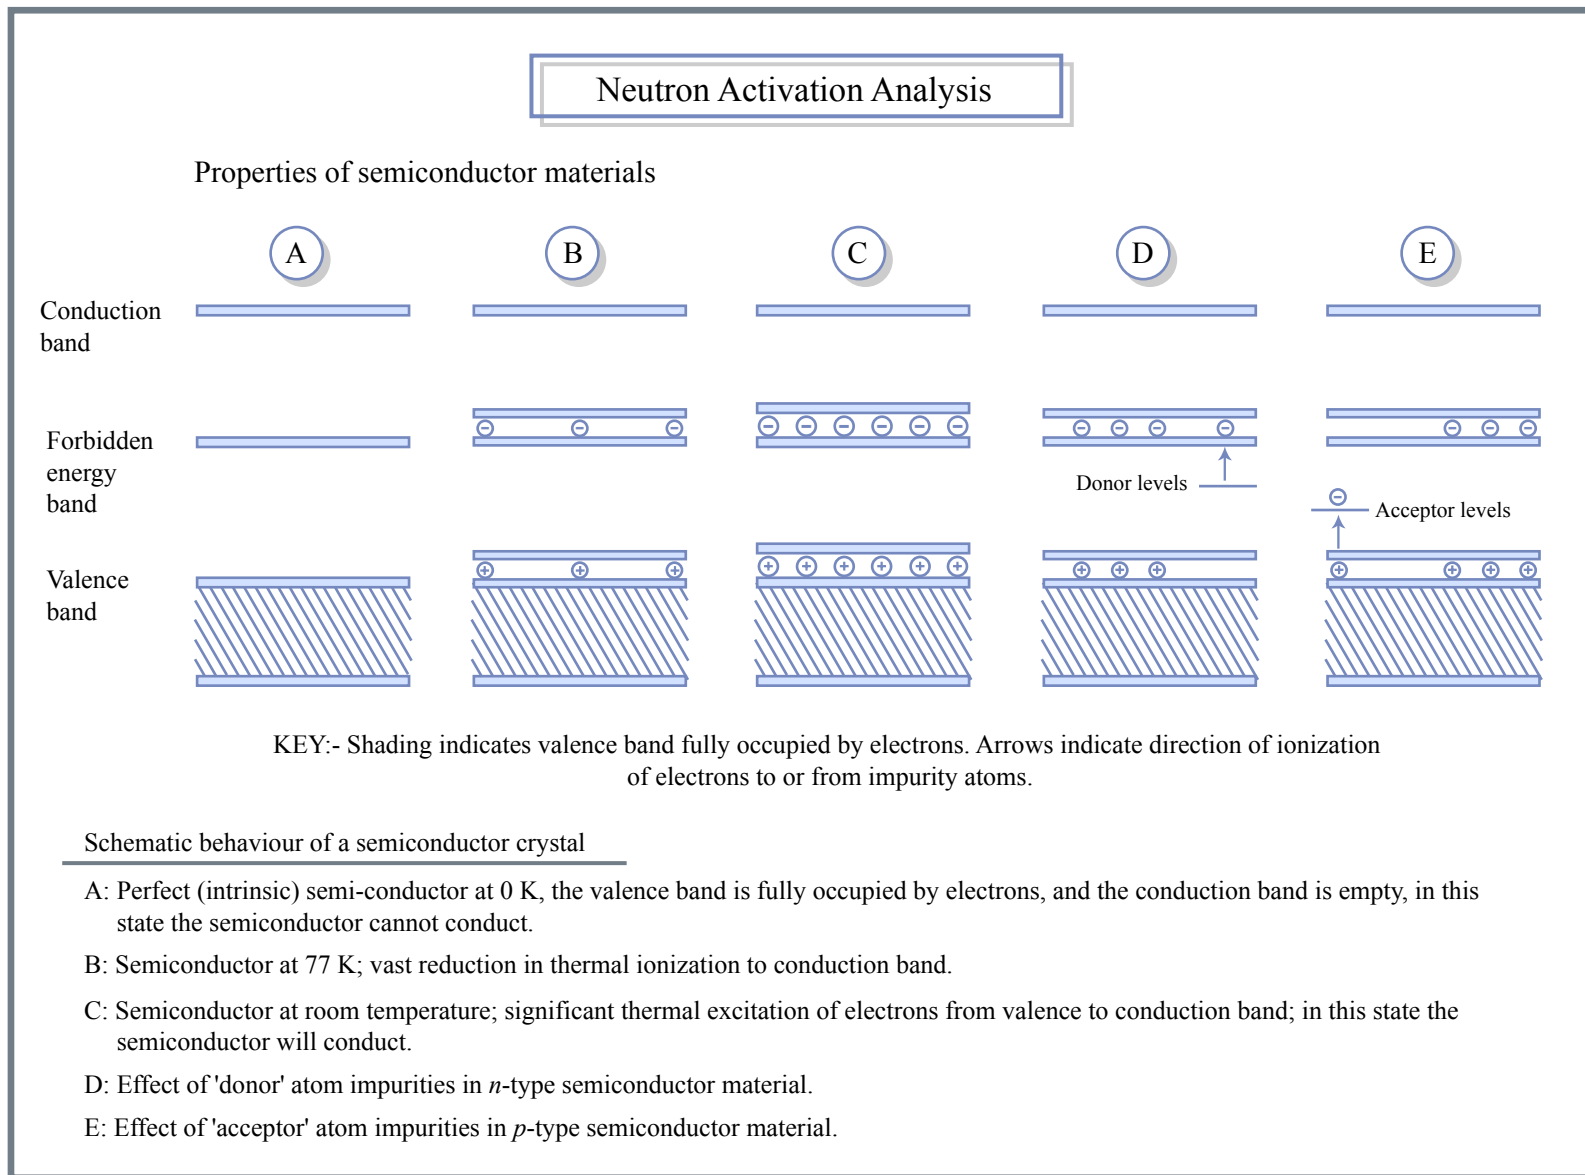 Neutron Activation Analysis
Properties of semiconductor materials
A
B
C
D
E
Conduction
band
Forbidden
energy
band
Donor levels
Acceptor levels
Valence
band
KEY:- Shading indicates valence band fully occupied by electrons. Arrows indicate direction of ionization
of electrons to or from impurity atoms.
Schematic behaviour of a semiconductor crystal
A: Perfect (intrinsic) semi-conductor at 0 K, the valence band is fully occupied by electrons, and the conduction band is empty, in this
state the semiconductor cannot conduct.
B: Semiconductor at 77 K; vast reduction in thermal ionization to conduction band.
C: Semiconductor at room temperature; significant thermal excitation of electrons from valence to conduction band; in this state the
semiconductor will conduct.
D: Effect of 'donor' atom impurities in n-type semiconductor material.
E: Effect of 'acceptor' atom impurities in p-type semiconductor material.